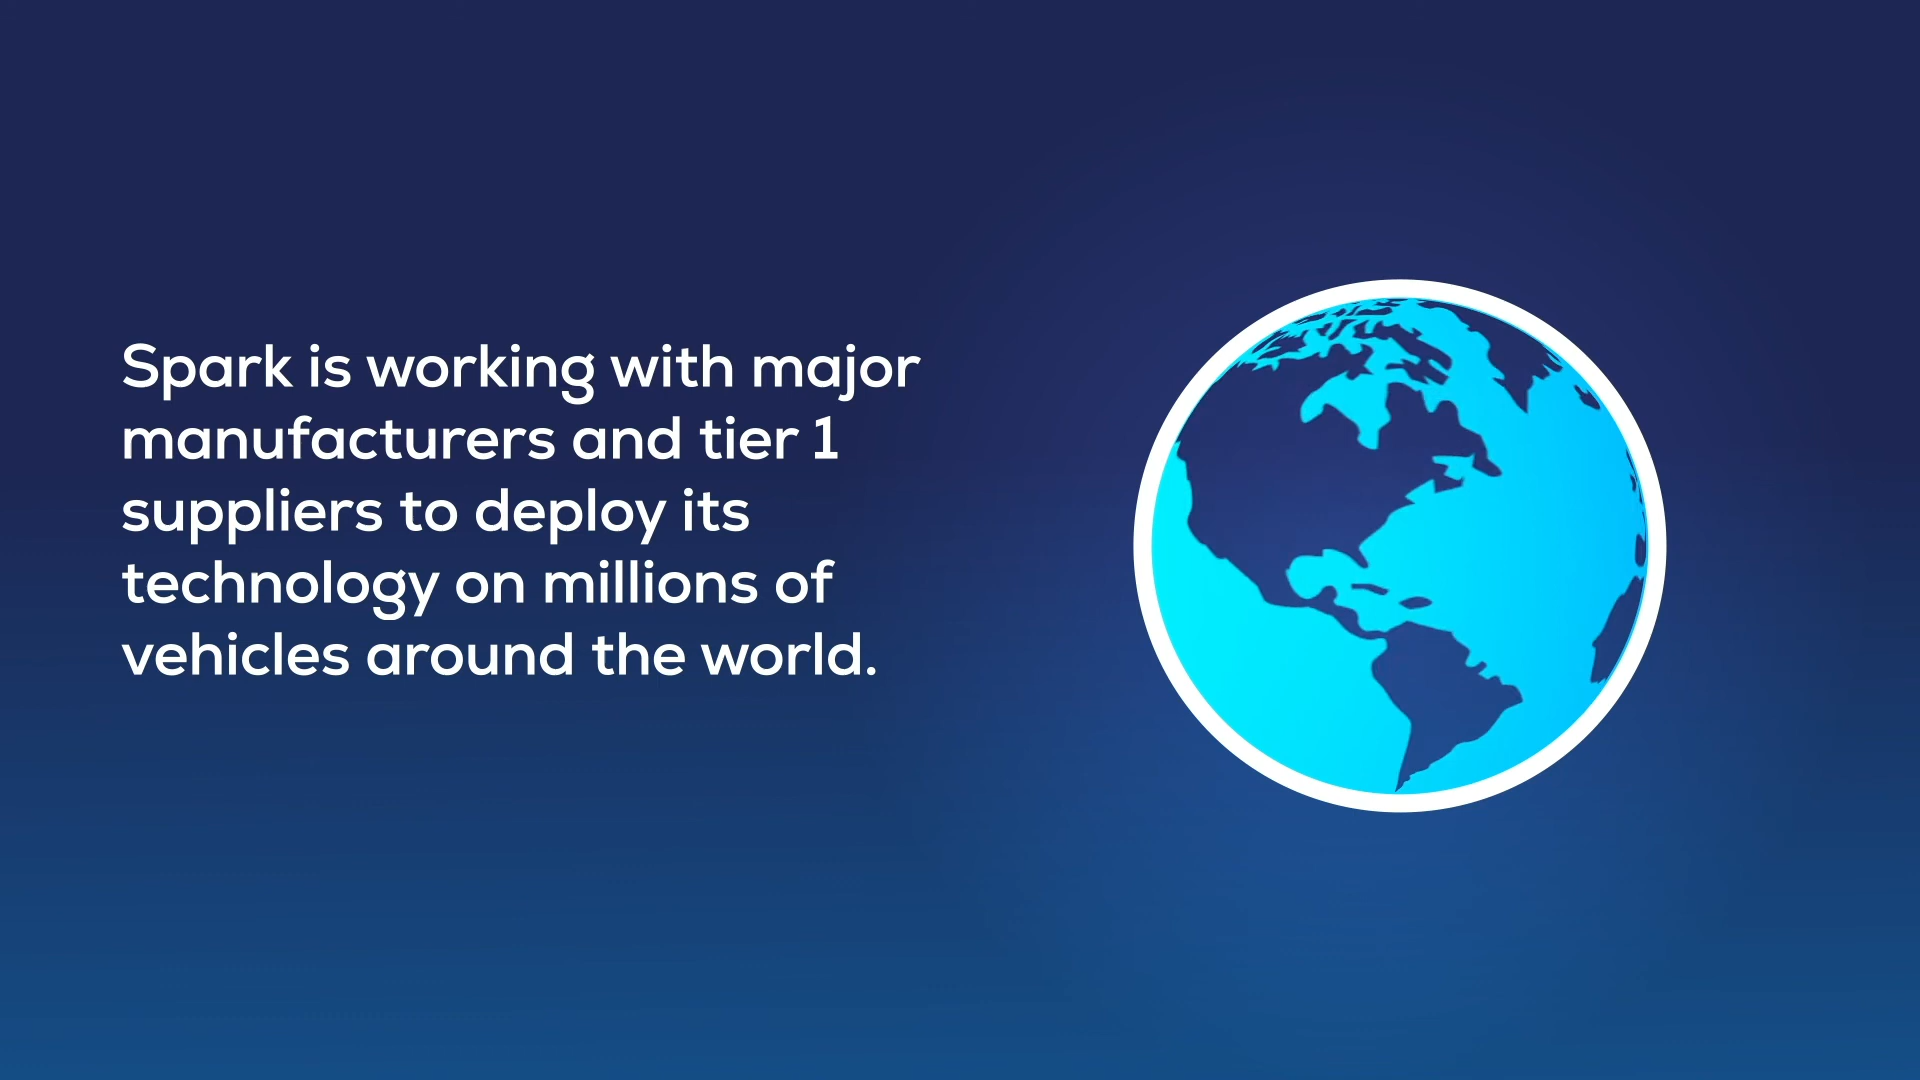 Spark is working with major
manufacturers and tier 1
suppliers to deploy its
technology on millions of
vehicles around the world.